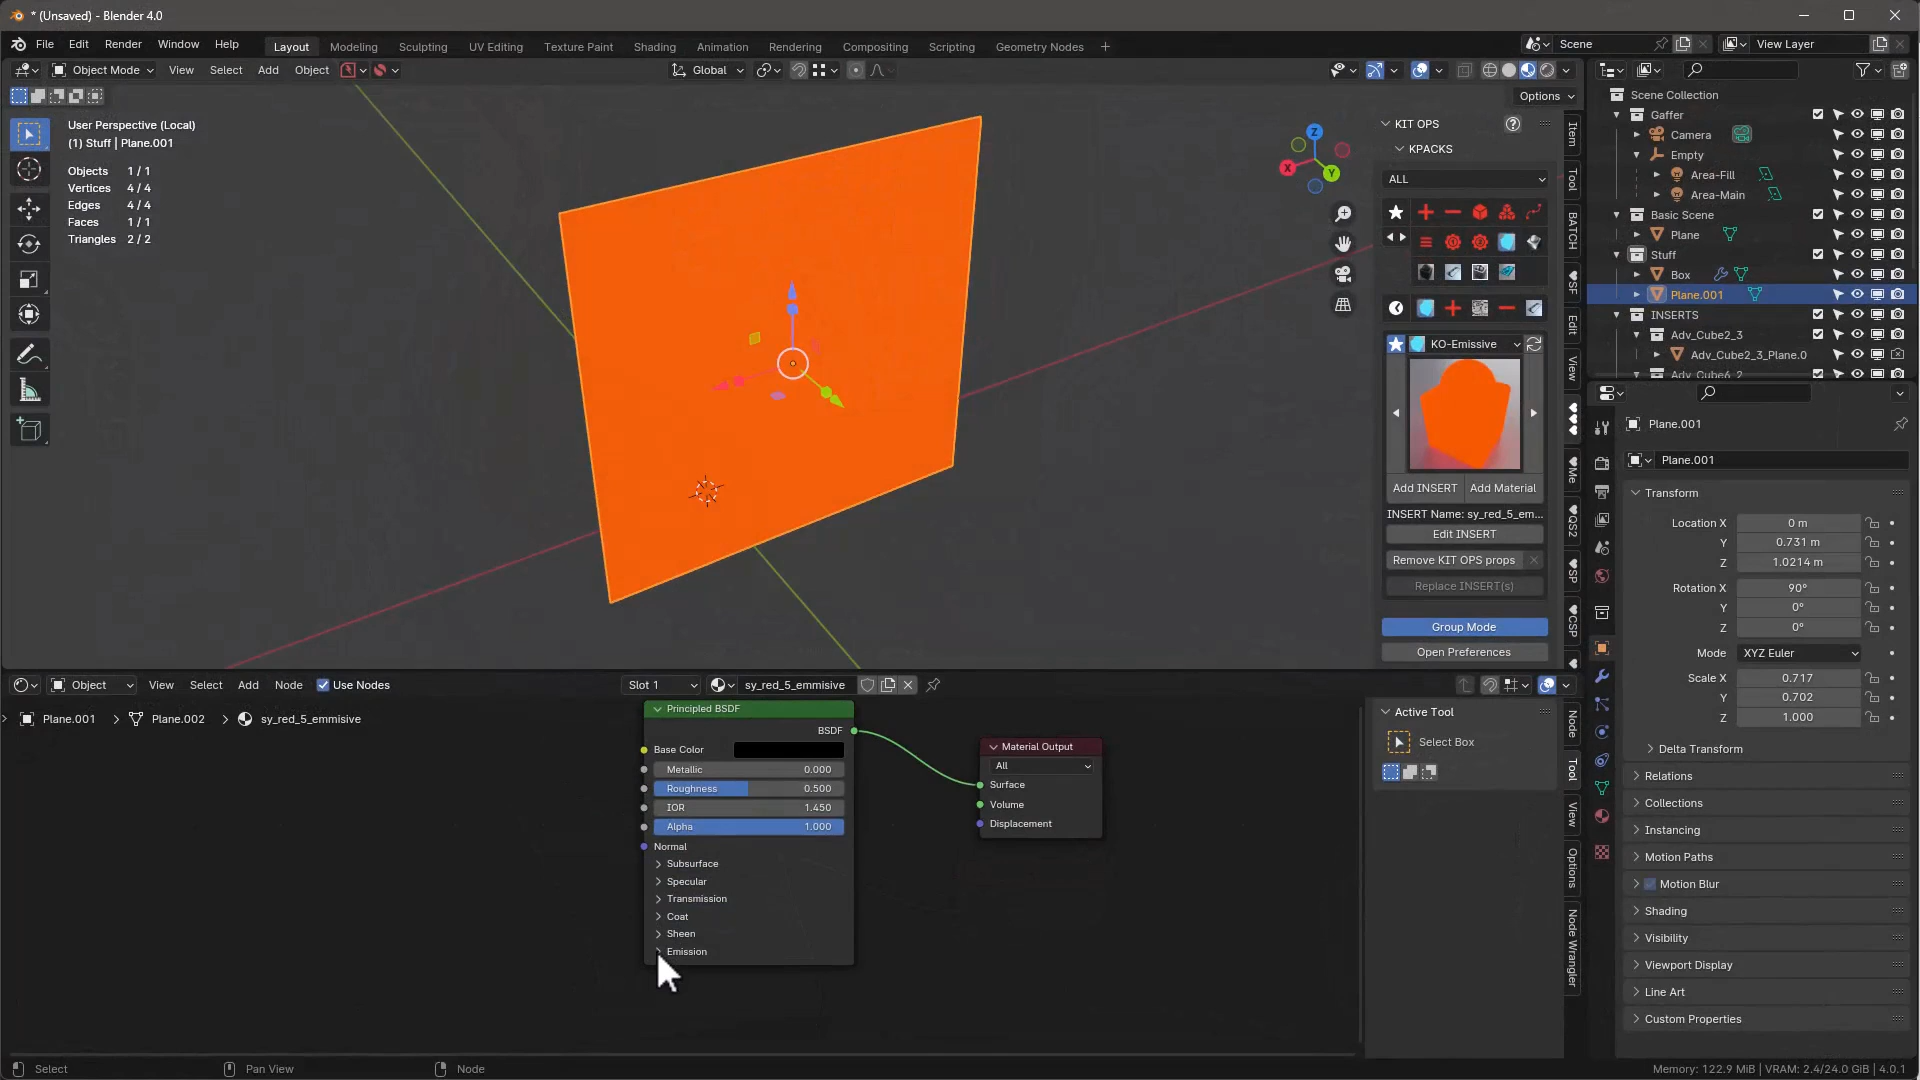 * (Unsaved) - Blender 4.0
File Edit Render Window Help Layout Modeling Sculpting UV Editing Texture Paint Shading Animation Rendering Compositing Scripting Geometry Nodes + Scene View Layer
Object Mode View Select Add Object Global
Options
User Perspective (Local)
(1) Stuff | Plane.001
Objects 1 / 1
Vertices 4 / 4
Edges 4 / 4
Faces 1 / 1
Triangles 2 / 2
Z
X
Y
KIT OPS
KPACKS
ALL
KO-Emissive
Add INSERT Add Material
INSERT Name: sy_red_5_em...
Edit INSERT
Remove KIT OPS props
Replace INSERT(s)
Group Mode
Open Preferences
Item
Tool
BATCH
SF
Edit
View
Me
QS2
SP
CSP
Scene Collection
Gaffer
Camera
Empty
Area-Fill
Area-Main
Basic Scene
Plane
Stuff
Box
Plane.001
INSERTS
Adv_Cube2_3
Adv_Cube2_3_Plane.0
Adv_Cube6_2
Plane.001
Plane.001
Transform
Location X 0 m
Y 0.731 m
Z 1.0214 m
Rotation X 90°
Y 0°
Z 0°
Mode XYZ Euler
Scale X 0.717
Y 0.702
Z 1.000
Delta Transform
Relations
Collections
Instancing
Motion Paths
Motion Blur
Shading
Visibility
Viewport Display
Line Art
Custom Properties
Object View Select Add Node Use Nodes Slot 1 sy_red_5_emmisive
Plane.001 Plane.002 sy_red_5_emmisive
Principled BSDF
BSDF
Base Color
Metallic 0.000
Roughness 0.500
IOR 1.450
Alpha 1.000
Normal
Subsurface
Specular
Transmission
Coat
Sheen
Emission
Material Output
All
Surface
Volume
Displacement
Active Tool
Select Box
Node
Tool
View
Options
Node Wrangler
Select Pan View Node Memory: 122.9 MiB | VRAM: 2.4/24.0 GiB | 4.0.1